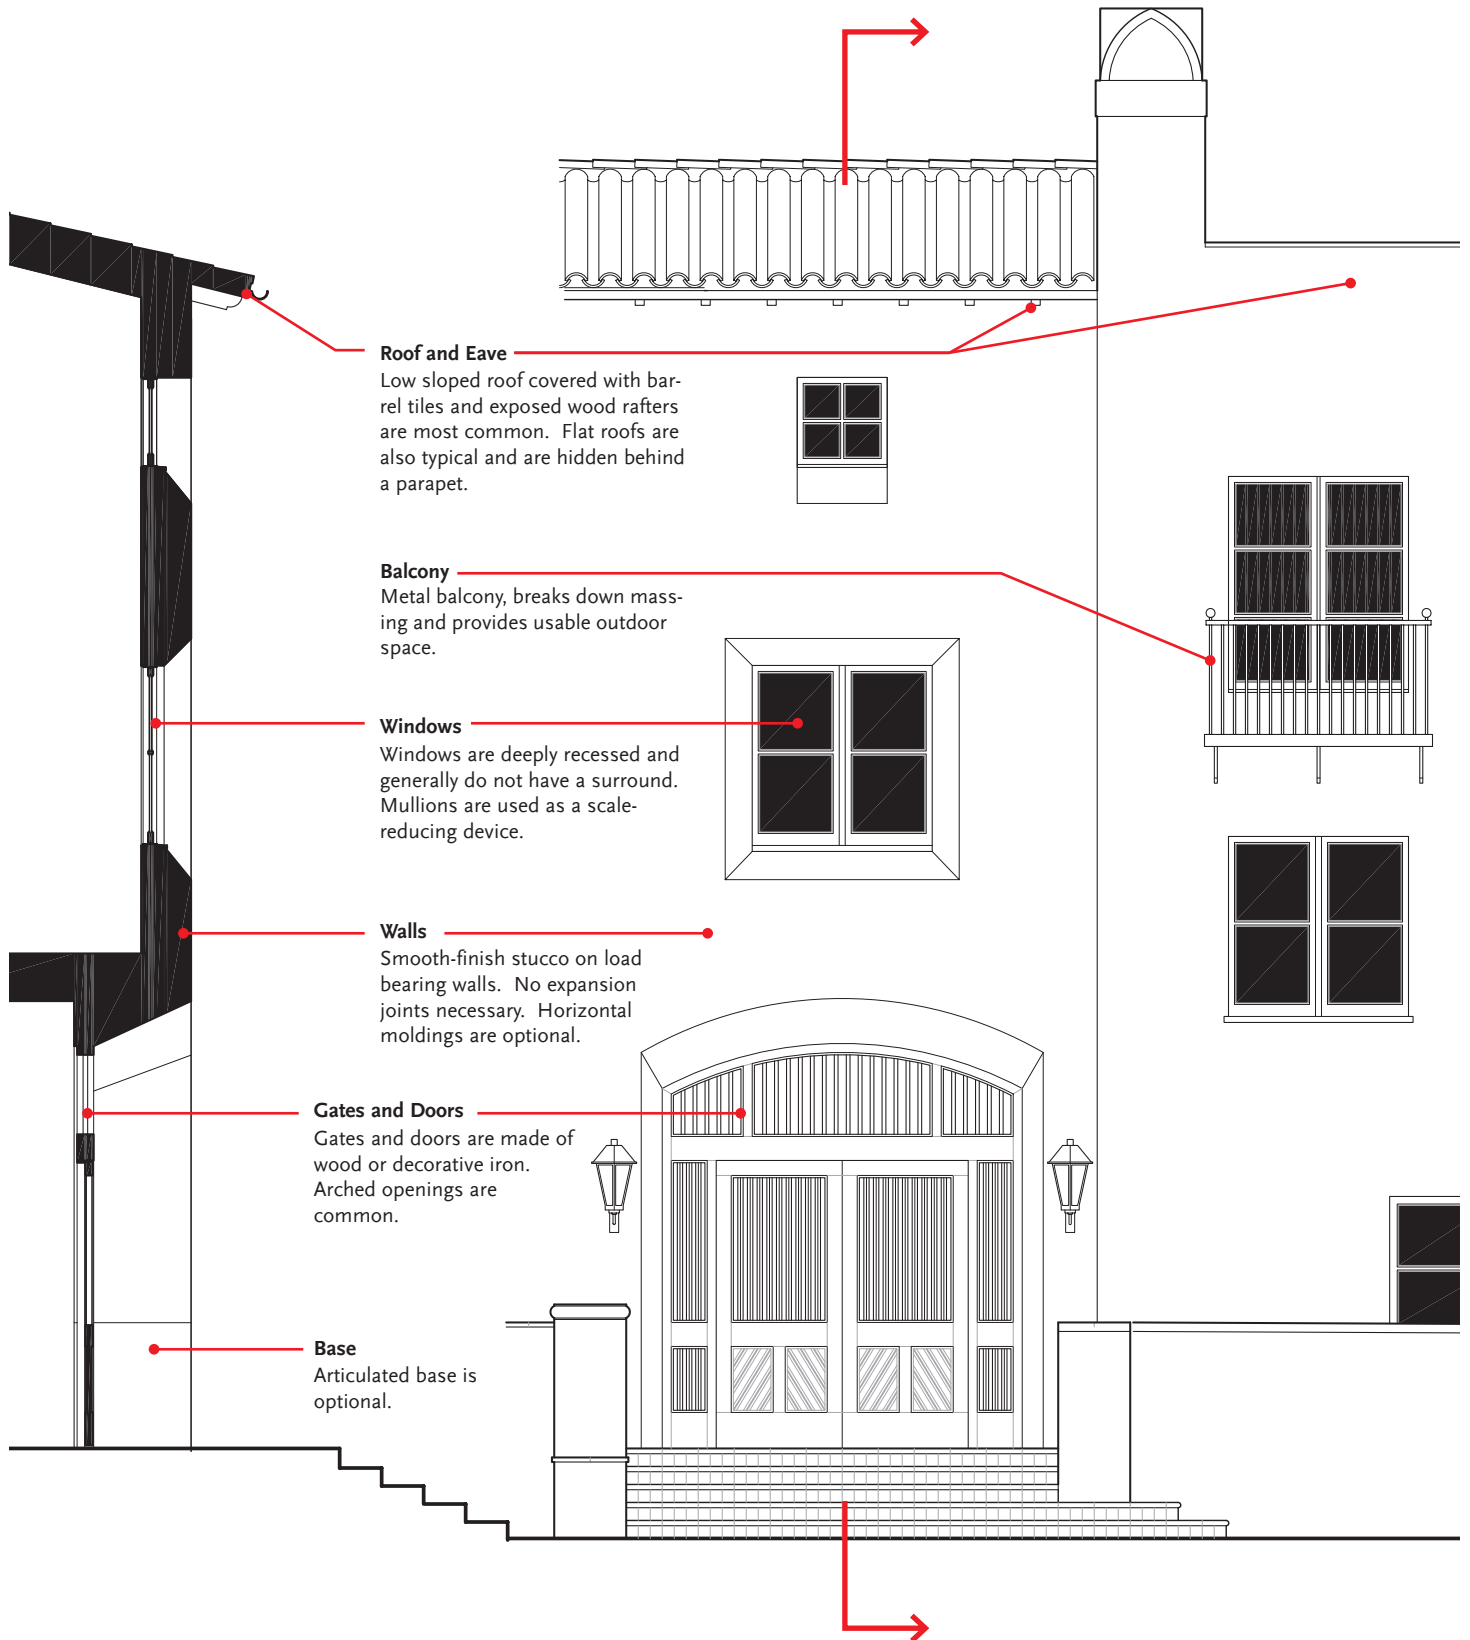 Roof and Eave
Low sloped roof covered with bar-
rel tiles and exposed wood rafters
are most common.  Flat roofs are
also typical and are hidden behind
a parapet.
Balcony
Metal balcony, breaks down mass-
ing and provides usable outdoor
space.
Windows
Windows are deeply recessed and
generally do not have a surround.
Mullions are used as a scale-
reducing device.
Walls
Smooth-finish stucco on load
bearing walls.  No expansion
joints necessary.  Horizontal
moldings are optional.
Gates and Doors
Gates and doors are made of
wood or decorative iron.
Arched openings are
common.
Base
Articulated base is
optional.